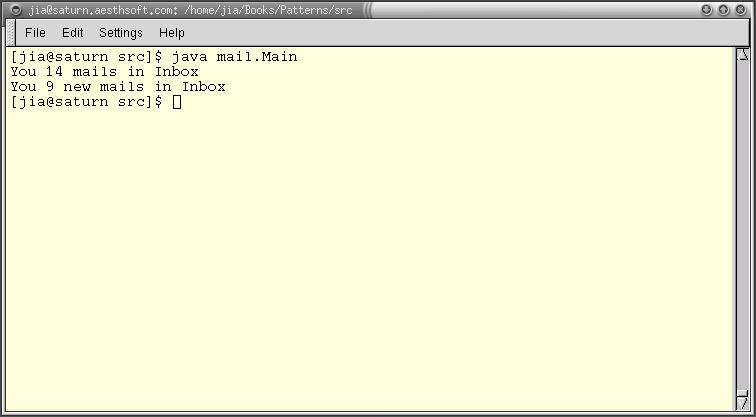 jia@saturn.aesthsoft.com: /home/jia/Books/Patterns/src
File Edit Settings Help
[jia@saturn src]$ java mail.Main
You 14 mails in Inbox
You 9 new mails in Inbox
[jia@saturn src]$